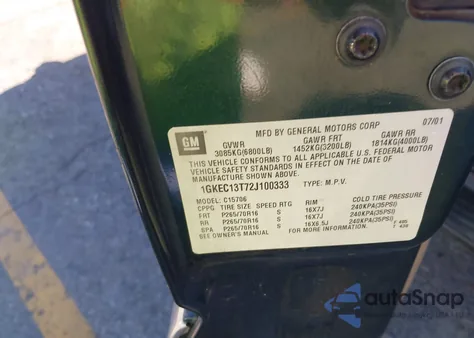 07/01
GM
MFD BY GENERAL MOTORS CORP
GVWR GAWR FRT GAWR RR
3085KG(6800LB) 1452KG(3200LB) 1814KG(4000LB)
THIS VEHICLE CONFORMS TO ALL APPLICABLE U.S. FEDERAL MOTOR
VEHICLE SAFETY STANDARDS IN EFFECT ON THE DATE OF
MANUFACTURE SHOWN ABOVE.
1GKEC13T72J100333 TYPE: M.P.V.
MODEL: C15706
TIRE SIZE SPEED RTG RIM COLD TIRE PRESSURE
FRT P265/70R16 S 16X7J 240KPA(35PSI)
RR P265/70R16 S 16X7J 240KPA(35PSI)
SPA P265/70R16 S 16X6.5J 240KPA(35PSI)
SEE OWNER'S MANUAL FOR MORE INFORMATION.
autoSnap